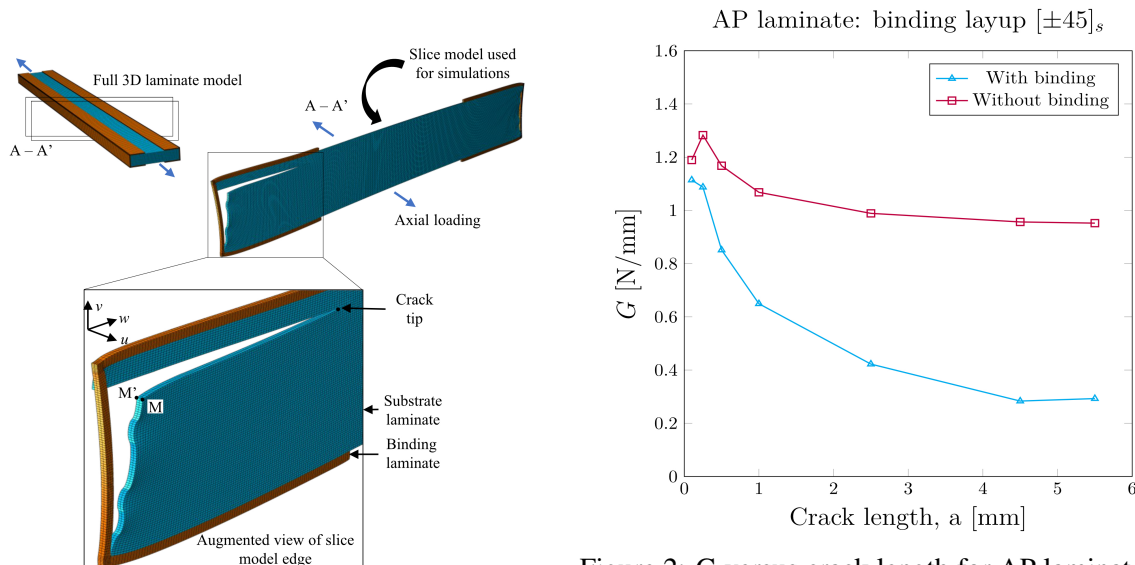 Full 3D laminate model
A – A'
Slice model used
for simulations
A – A'
Axial loading
v
w
u
Crack
tip
M'
M
Substrate
laminate
Binding
laminate
Augmented view of slice
model edge
AP laminate: binding layup [±45]s
With binding
Without binding
1.6
1.4
1.2
1
0.8
0.6
0.4
0.2
0
G [N/mm]
0 1 2 3 4 5 6
Crack length, a [mm]